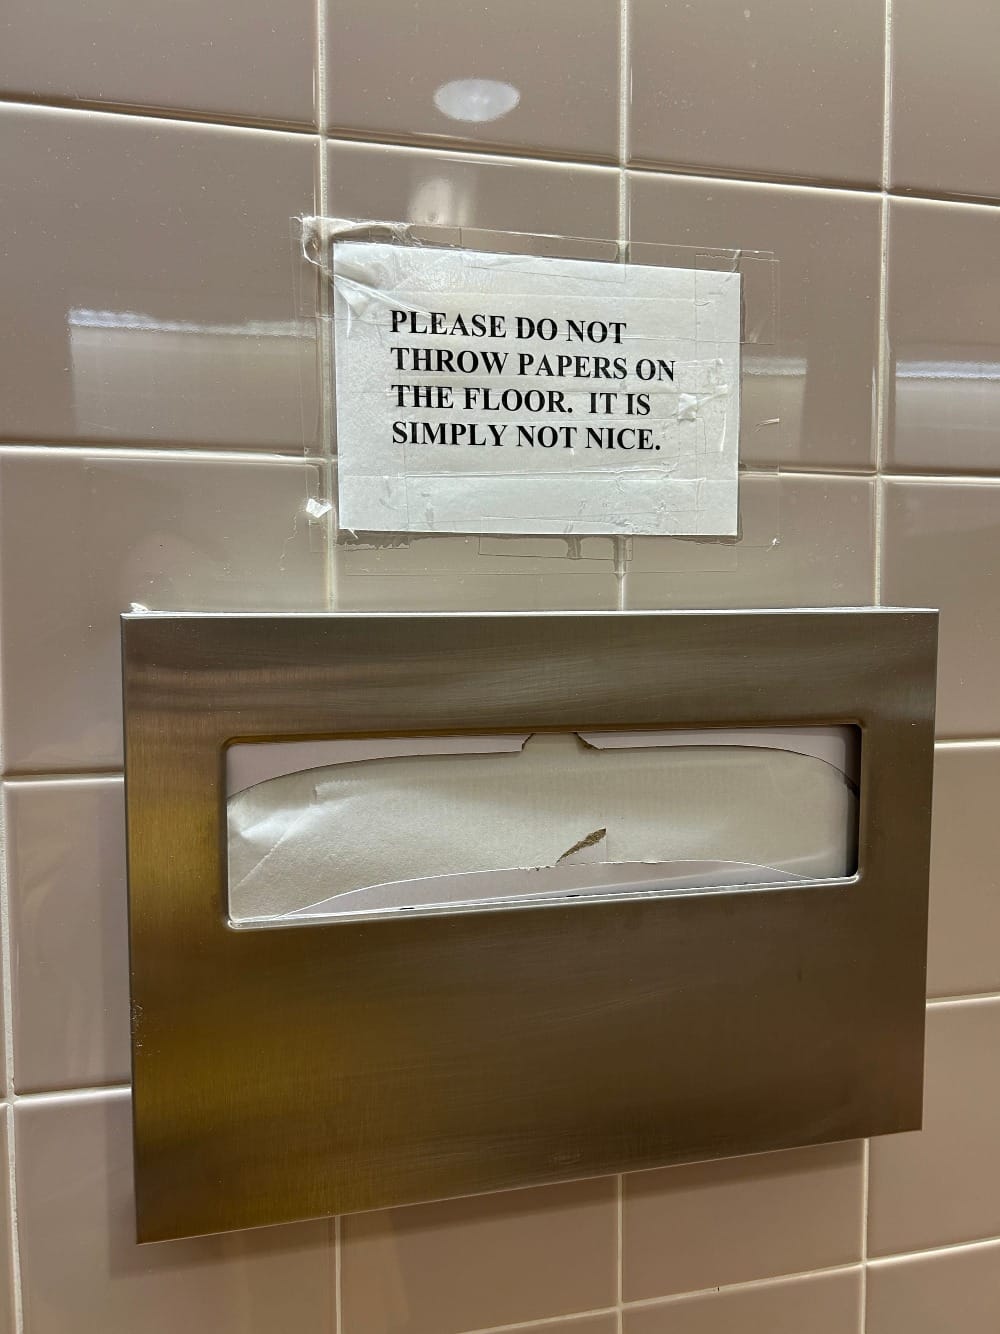 PLEASE DO NOT
THROW PAPERS ON
THE FLOOR.  IT IS
SIMPLY NOT NICE.